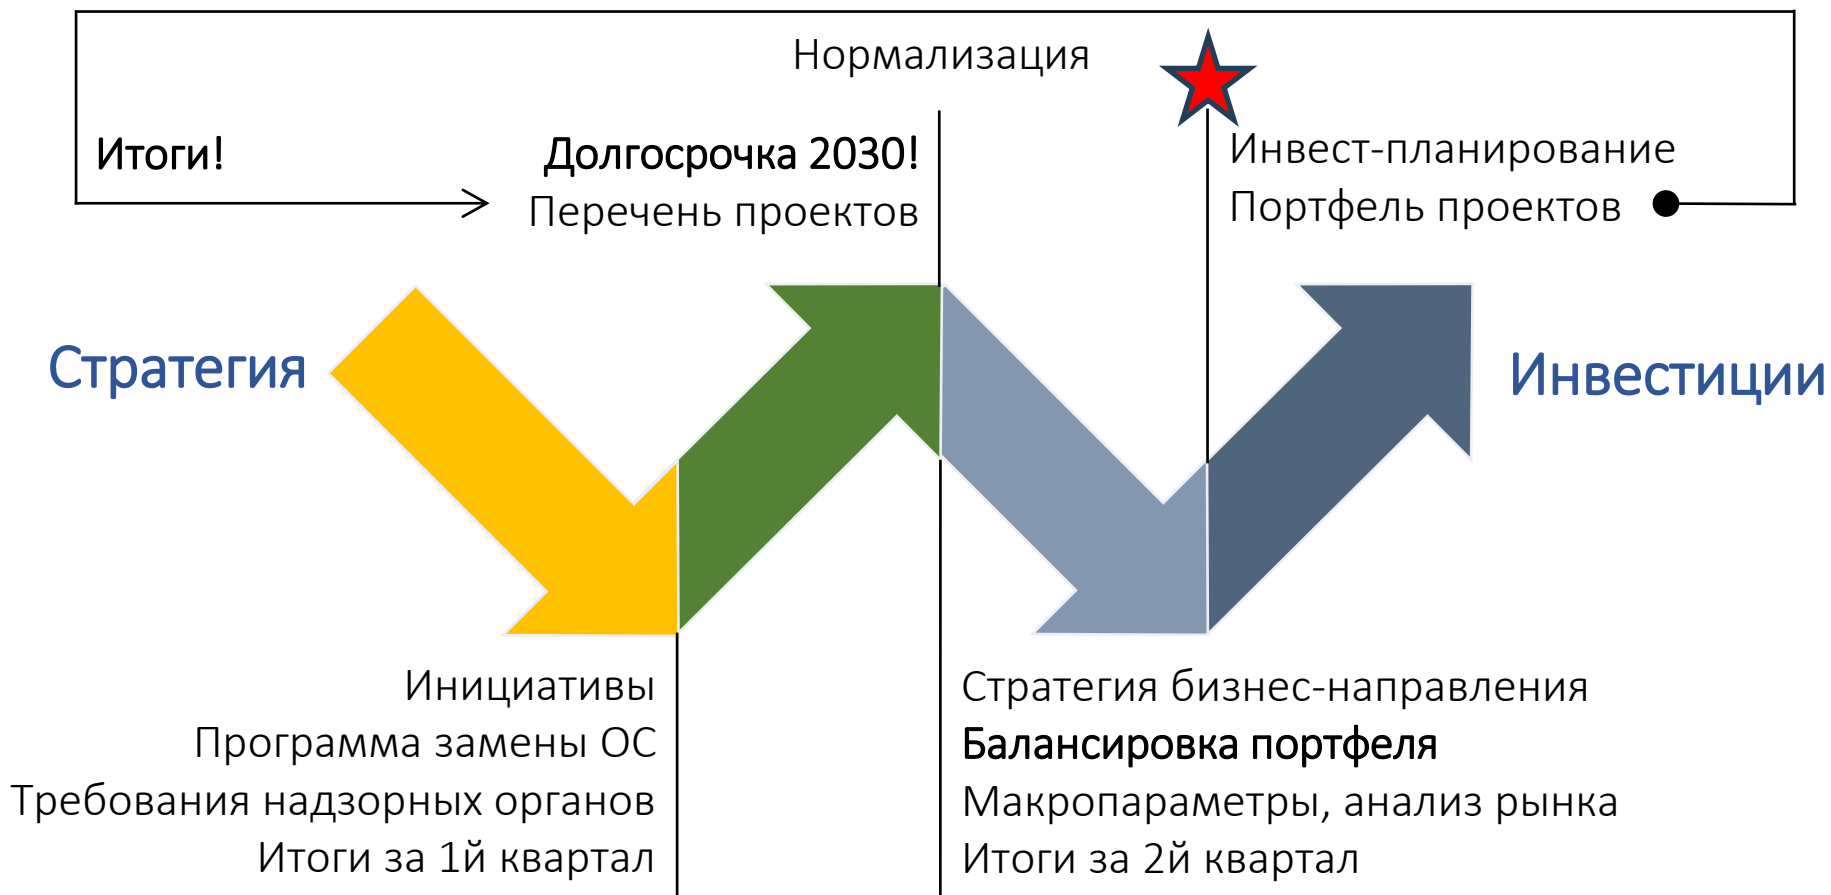 Нормализация
Итоги!
Долгосрочка 2030!
Перечень проектов
Инвест-планирование
Портфель проектов
Стратегия
Инвестиции
Инициативы
Программа замены ОС
Требования надзорных органов
Итоги за 1й квартал
Стратегия бизнес-направления
Балансировка портфеля
Макропараметры, анализ рынка
Итоги за 2й квартал